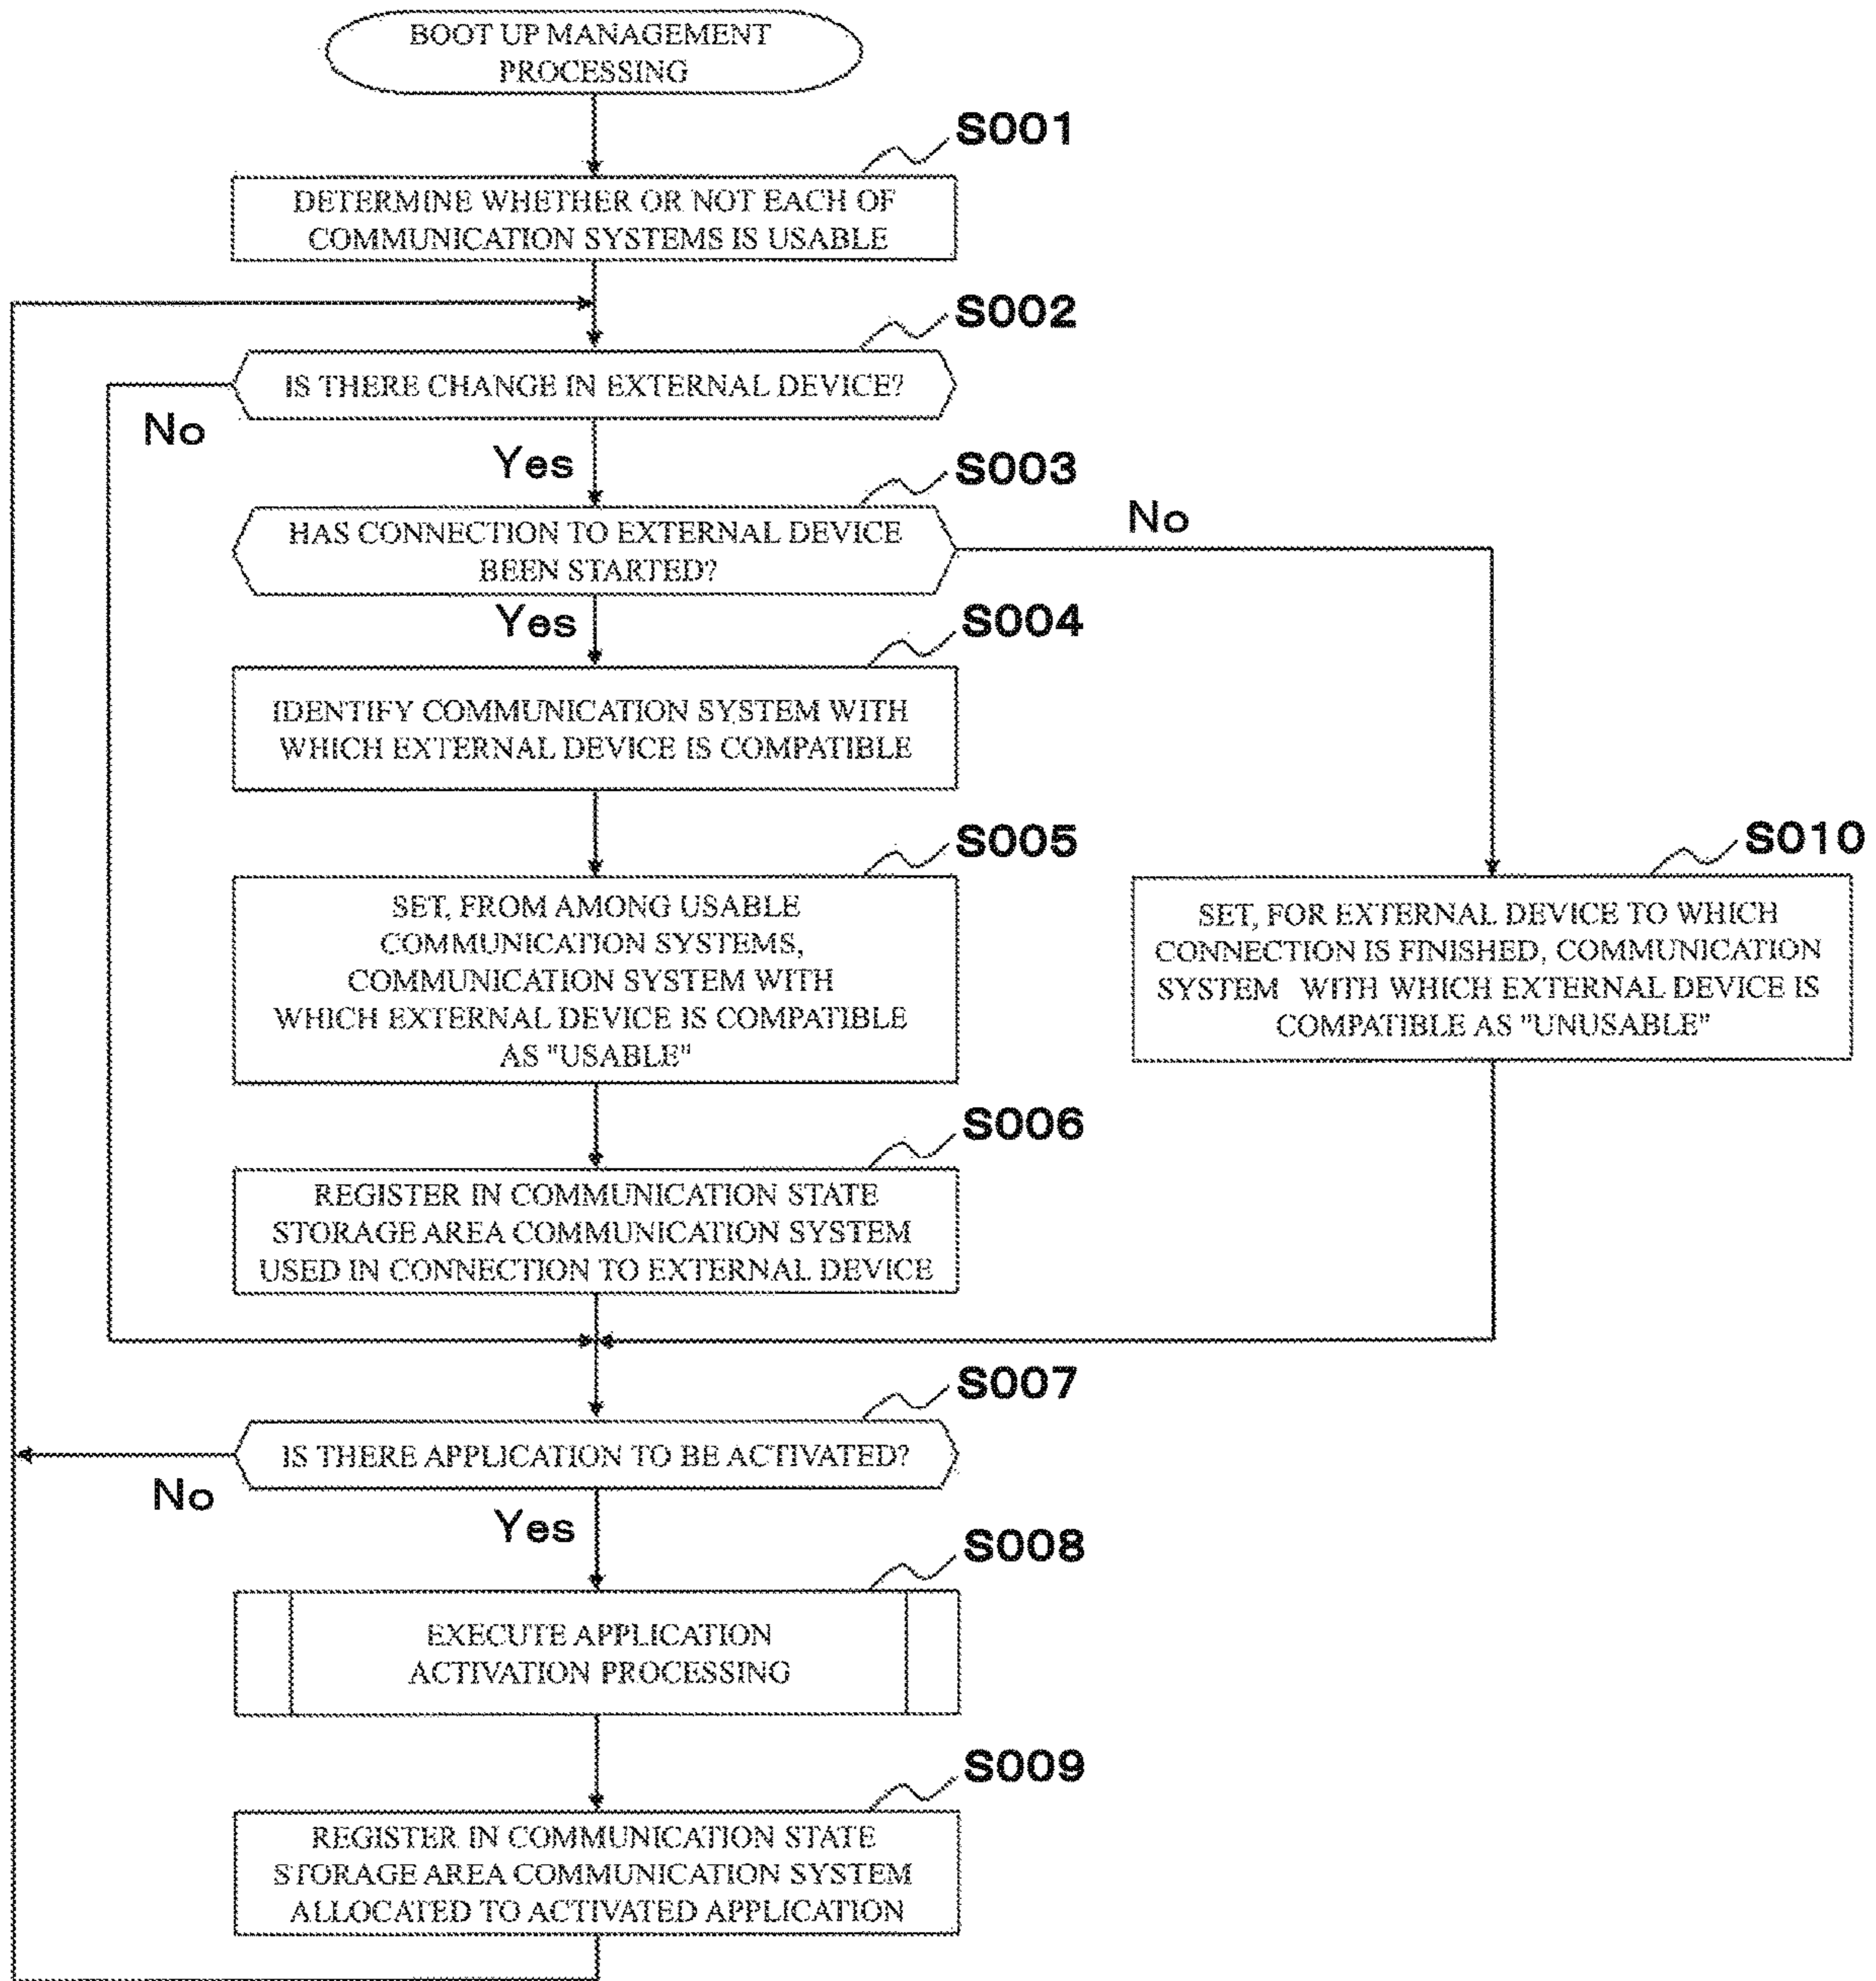 BOOT UP MANAGEMENT
PROCESSING
S001
DETERMINE WHETHER OR NOT EACH OF
COMMUNICATION SYSTEMS IS USABLE
S002
IS THERE CHANGE IN EXTERNAL DEVICE?
No
Yes
S003
HAS CONNECTION TO EXTERNAL DEVICE
BEEN STARTED?
No
Yes
S004
IDENTIFY COMMUNICATION SYSTEM WITH
WHICH EXTERNAL DEVICE IS COMPATIBLE
S005
SET, FROM AMONG USABLE
COMMUNICATION SYSTEMS,
COMMUNICATION SYSTEM WITH
WHICH EXTERNAL DEVICE IS COMPATIBLE
AS "USABLE"
S010
SET, FOR EXTERNAL DEVICE TO WHICH
CONNECTION IS FINISHED, COMMUNICATION
SYSTEM WITH WHICH EXTERNAL DEVICE IS
COMPATIBLE AS "UNUSABLE"
S006
REGISTER IN COMMUNICATION STATE
STORAGE AREA COMMUNICATION SYSTEM
USED IN CONNECTION TO EXTERNAL DEVICE
S007
IS THERE APPLICATION TO BE ACTIVATED?
No
Yes
S008
EXECUTE APPLICATION
ACTIVATION PROCESSING
S009
REGISTER IN COMMUNICATION STATE
STORAGE AREA COMMUNICATION SYSTEM
ALLOCATED TO ACTIVATED APPLICATION